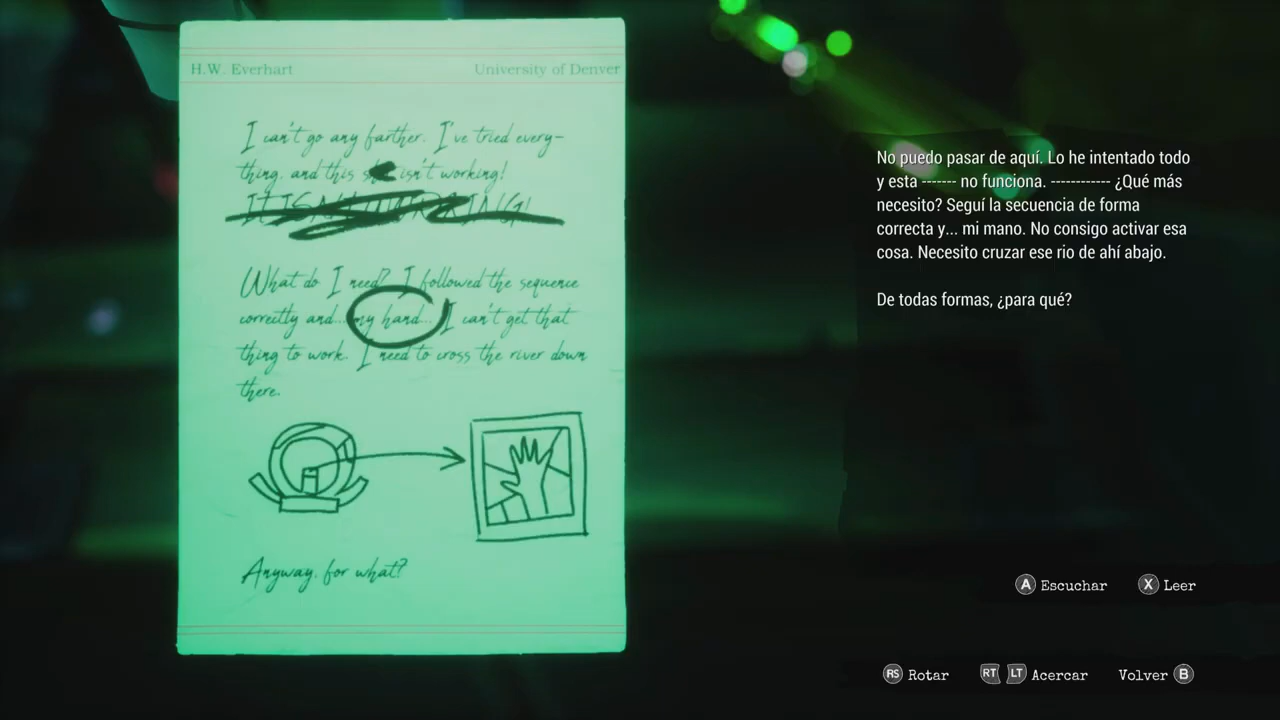 H.W. Everhart University of Denver
I can't go any farther. I've tried every-
thing, and this isn't working!
IT ISN'T WORKING!
What do I need? I followed the sequence
correctly and... my hand... I can't get that
thing to work. I need to cross the river down
there.
Anyway, for what?
No puedo pasar de aquí. Lo he intentado todo
y esta ------- no funciona. ------------ ¿Qué más
necesito? Seguí la secuencia de forma
correcta y... mi mano. No consigo activar esa
cosa. Necesito cruzar ese rio de ahí abajo.
De todas formas, ¿para qué?
A Escuchar X Leer
RS Rotar RT LT Acercar Volver B